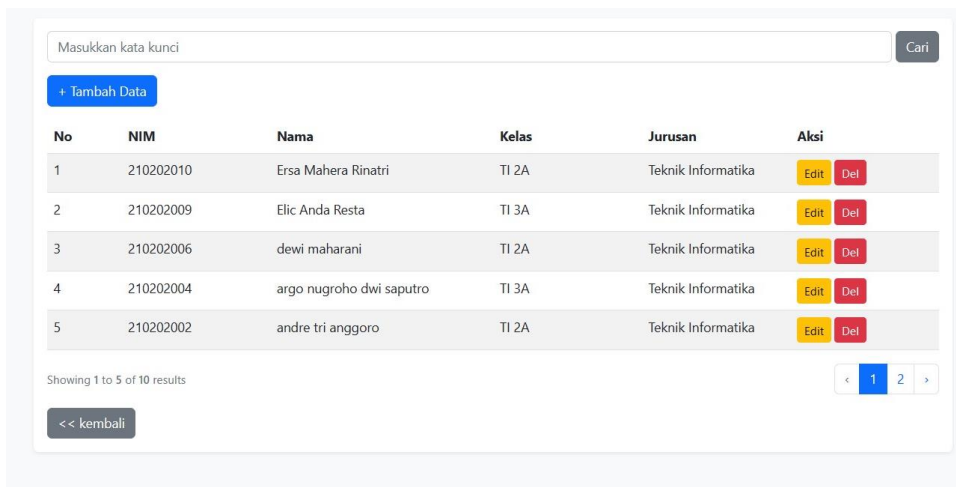 Masukkan kata kunci Cari
+ Tambah Data
No NIM Nama Kelas Jurusan Aksi
1 210202010 Ersa Mahera Rinatri TI 2A Teknik Informatika Edit Del
2 210202009 Elic Anda Resta TI 3A Teknik Informatika Edit Del
3 210202006 dewi maharani TI 2A Teknik Informatika Edit Del
4 210202004 argo nugroho dwi saputro TI 3A Teknik Informatika Edit Del
5 210202002 andre tri anggoro TI 2A Teknik Informatika Edit Del
Showing 1 to 5 of 10 results ‹ 1 2 ›
<< kembali